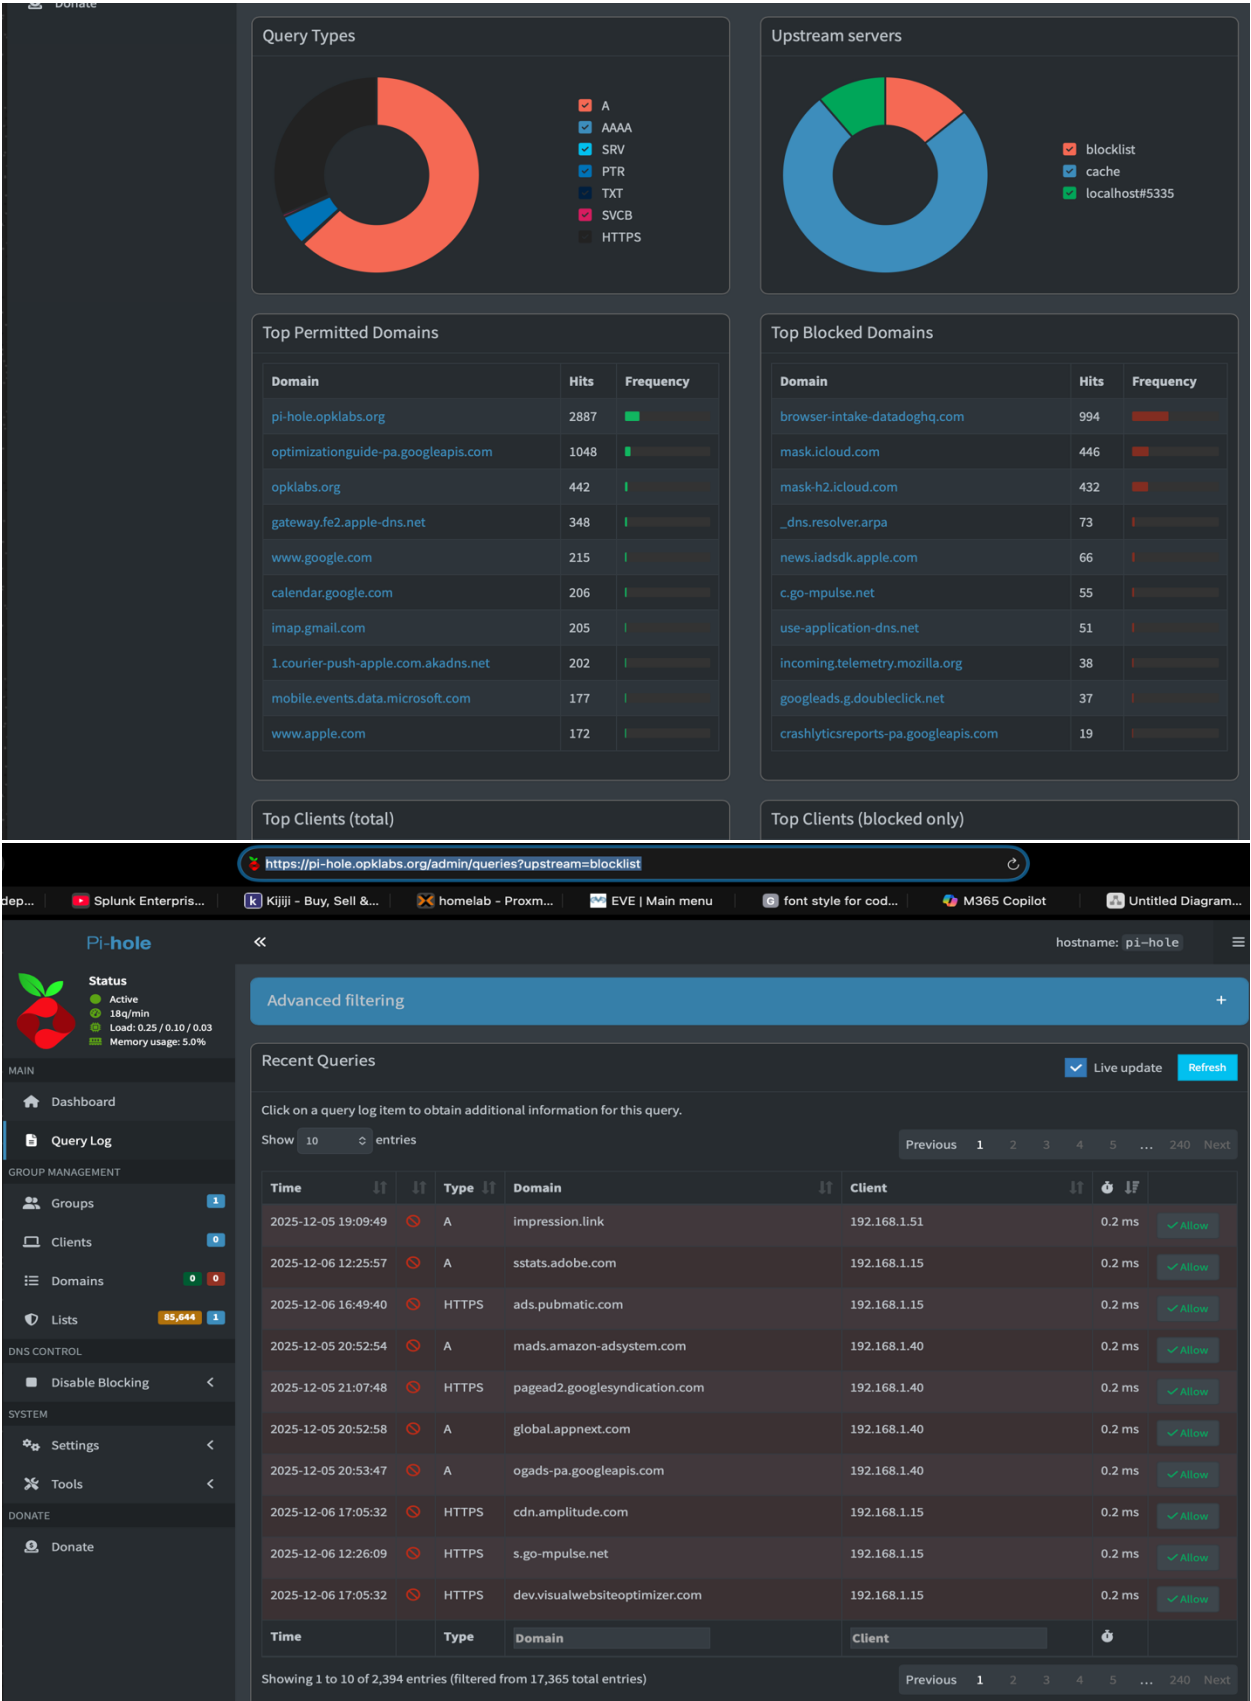 Donate
Query Types
A
AAAA
SRV
PTR
TXT
SVCB
HTTPS
Upstream servers
blocklist
cache
localhost#5335
Top Permitted Domains
Domain Hits Frequency
pi-hole.opklabs.org 2887
optimizationguide-pa.googleapis.com 1048
opklabs.org 442
gateway.fe2.apple-dns.net 348
www.google.com 215
calendar.google.com 206
imap.gmail.com 205
1.courier-push-apple.com.akadns.net 202
mobile.events.data.microsoft.com 177
www.apple.com 172
Top Blocked Domains
Domain Hits Frequency
browser-intake-datadoghq.com 994
mask.icloud.com 446
mask-h2.icloud.com 432
_dns.resolver.arpa 73
news.iadsdk.apple.com 66
c.go-mpulse.net 55
use-application-dns.net 51
incoming.telemetry.mozilla.org 38
googleads.g.doubleclick.net 37
crashlyticsreports-pa.googleapis.com 19
Top Clients (total)
Top Clients (blocked only)
https://pi-hole.opklabs.org/admin/queries?upstream=blocklist
dep... Splunk Enterpris... k Kijiji - Buy, Sell &... homelab - Proxm... EVE | Main menu G font style for cod... M365 Copilot Untitled Diagram...
Pi-hole
hostname: pi-hole
Status
Active
18q/min
Load: 0.25 / 0.10 / 0.03
Memory usage: 5.0%
MAIN
Dashboard
Query Log
GROUP MANAGEMENT
Groups 1
Clients 0
Domains 0 0
Lists 85,644 1
DNS CONTROL
Disable Blocking
SYSTEM
Settings
Tools
DONATE
Donate
Advanced filtering +
Recent Queries
Live update Refresh
Click on a query log item to obtain additional information for this query.
Show 10 entries
Previous 1 2 3 4 5 ... 240 Next
Time Type Domain Client
2025-12-05 19:09:49 A impression.link 192.168.1.51 0.2 ms Allow
2025-12-06 12:25:57 A sstats.adobe.com 192.168.1.15 0.2 ms Allow
2025-12-06 16:49:40 HTTPS ads.pubmatic.com 192.168.1.15 0.2 ms Allow
2025-12-05 20:52:54 A mads.amazon-adsystem.com 192.168.1.40 0.2 ms Allow
2025-12-05 21:07:48 HTTPS pagead2.googlesyndication.com 192.168.1.40 0.2 ms Allow
2025-12-05 20:52:58 A global.appnext.com 192.168.1.40 0.2 ms Allow
2025-12-05 20:53:47 A ogads-pa.googleapis.com 192.168.1.40 0.2 ms Allow
2025-12-06 17:05:32 HTTPS cdn.amplitude.com 192.168.1.15 0.2 ms Allow
2025-12-06 12:26:09 HTTPS s.go-mpulse.net 192.168.1.15 0.2 ms Allow
2025-12-06 17:05:32 HTTPS dev.visualwebsiteoptimizer.com 192.168.1.15 0.2 ms Allow
Time Type Domain Client
Showing 1 to 10 of 2,394 entries (filtered from 17,365 total entries)
Previous 1 2 3 4 5 ... 240 Next